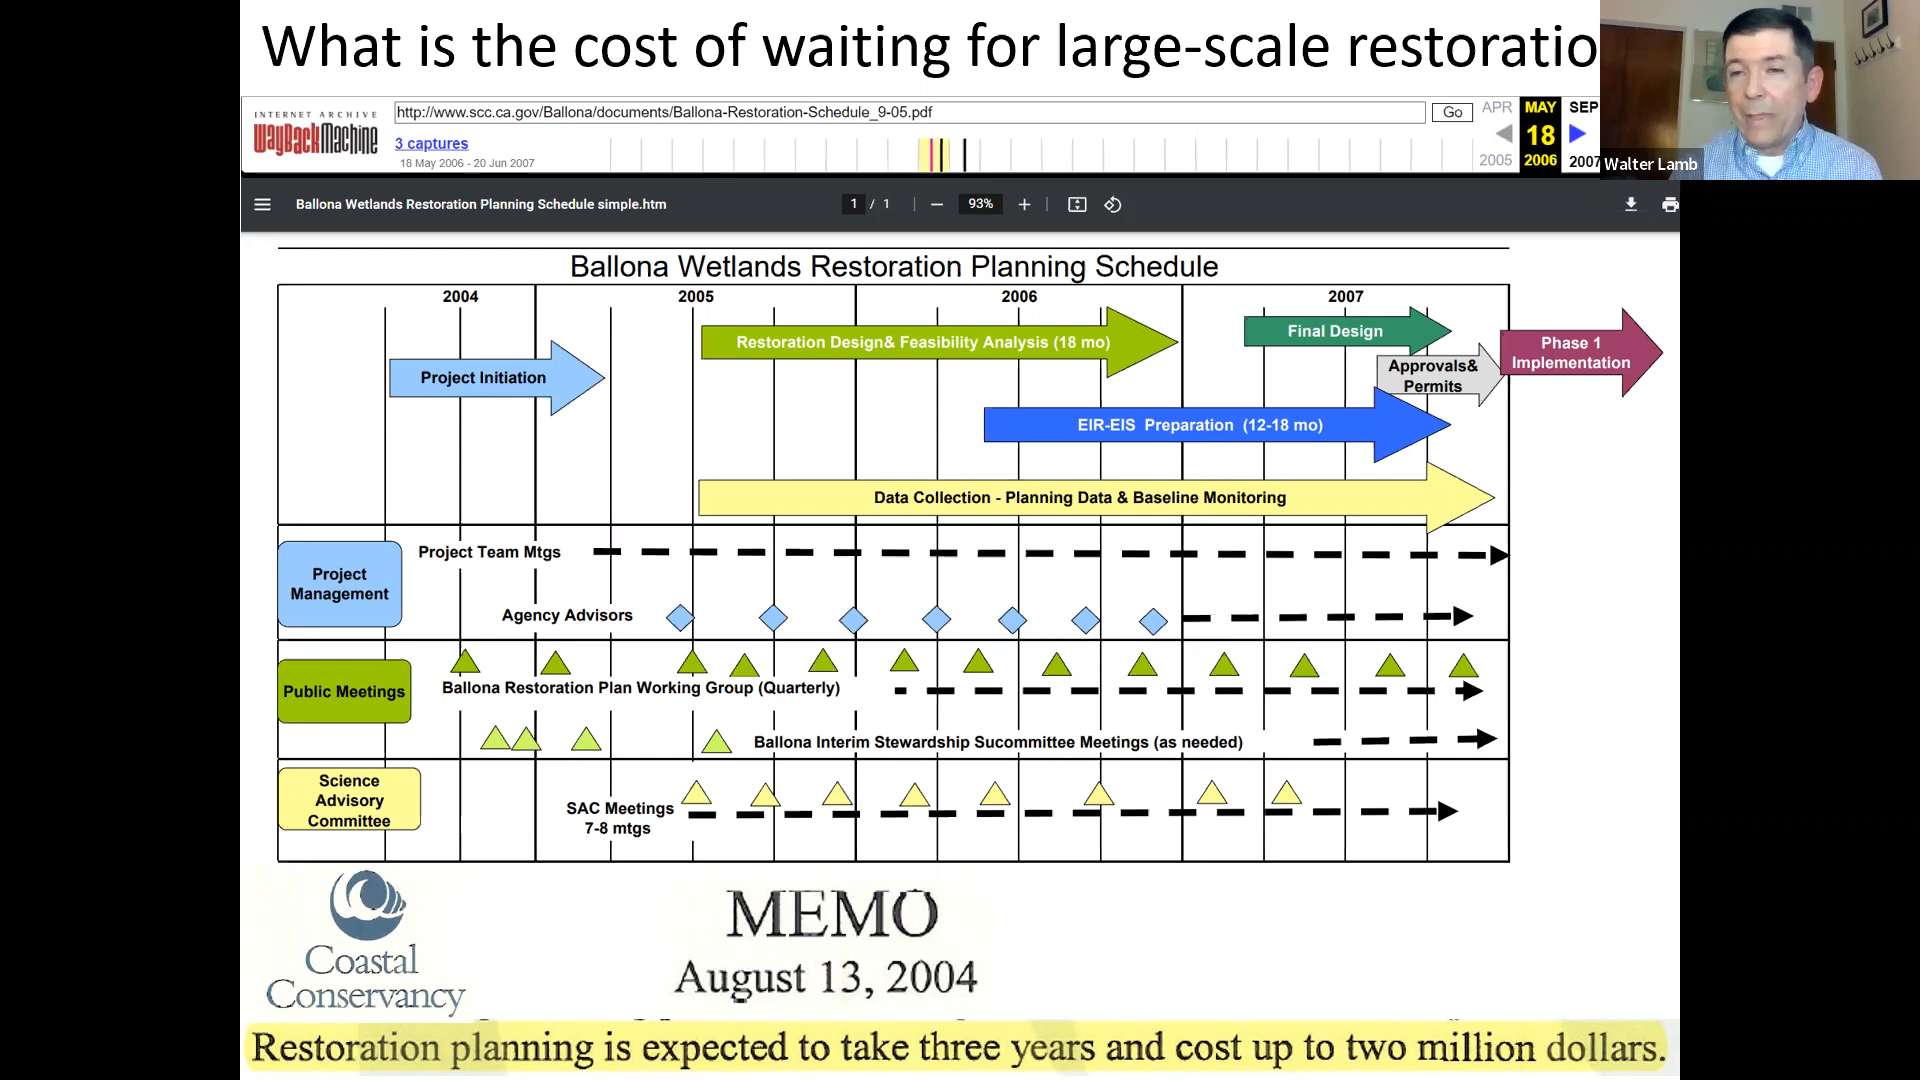 What is the cost of waiting for large-scale restoratio
INTERNET ARCHIVE
WayBackMachine
http://www.scc.ca.gov/Ballona/documents/Ballona-Restoration-Schedule_9-05.pdf
Go
APR MAY SEP
3 captures
18
18 May 2006 - 20 Jun 2007
2005 2006 2007
Walter Lamb
Ballona Wetlands Restoration Planning Schedule simple.htm
1 / 1
93%
Ballona Wetlands Restoration Planning Schedule
2004 2005 2006 2007
Final Design
Restoration Design& Feasibility Analysis (18 mo)
Phase 1
Implementation
Approvals&
Permits
Project Initiation
EIR-EIS Preparation (12-18 mo)
Data Collection - Planning Data & Baseline Monitoring
Project
Management
Project Team Mtgs
Agency Advisors
Public Meetings
Ballona Restoration Plan Working Group (Quarterly)
Ballona Interim Stewardship Sucommittee Meetings (as needed)
Science
Advisory
Committee
SAC Meetings
7-8 mtgs
Coastal
Conservancy
MEMO
August 13, 2004
Restoration planning is expected to take three years and cost up to two million dollars.